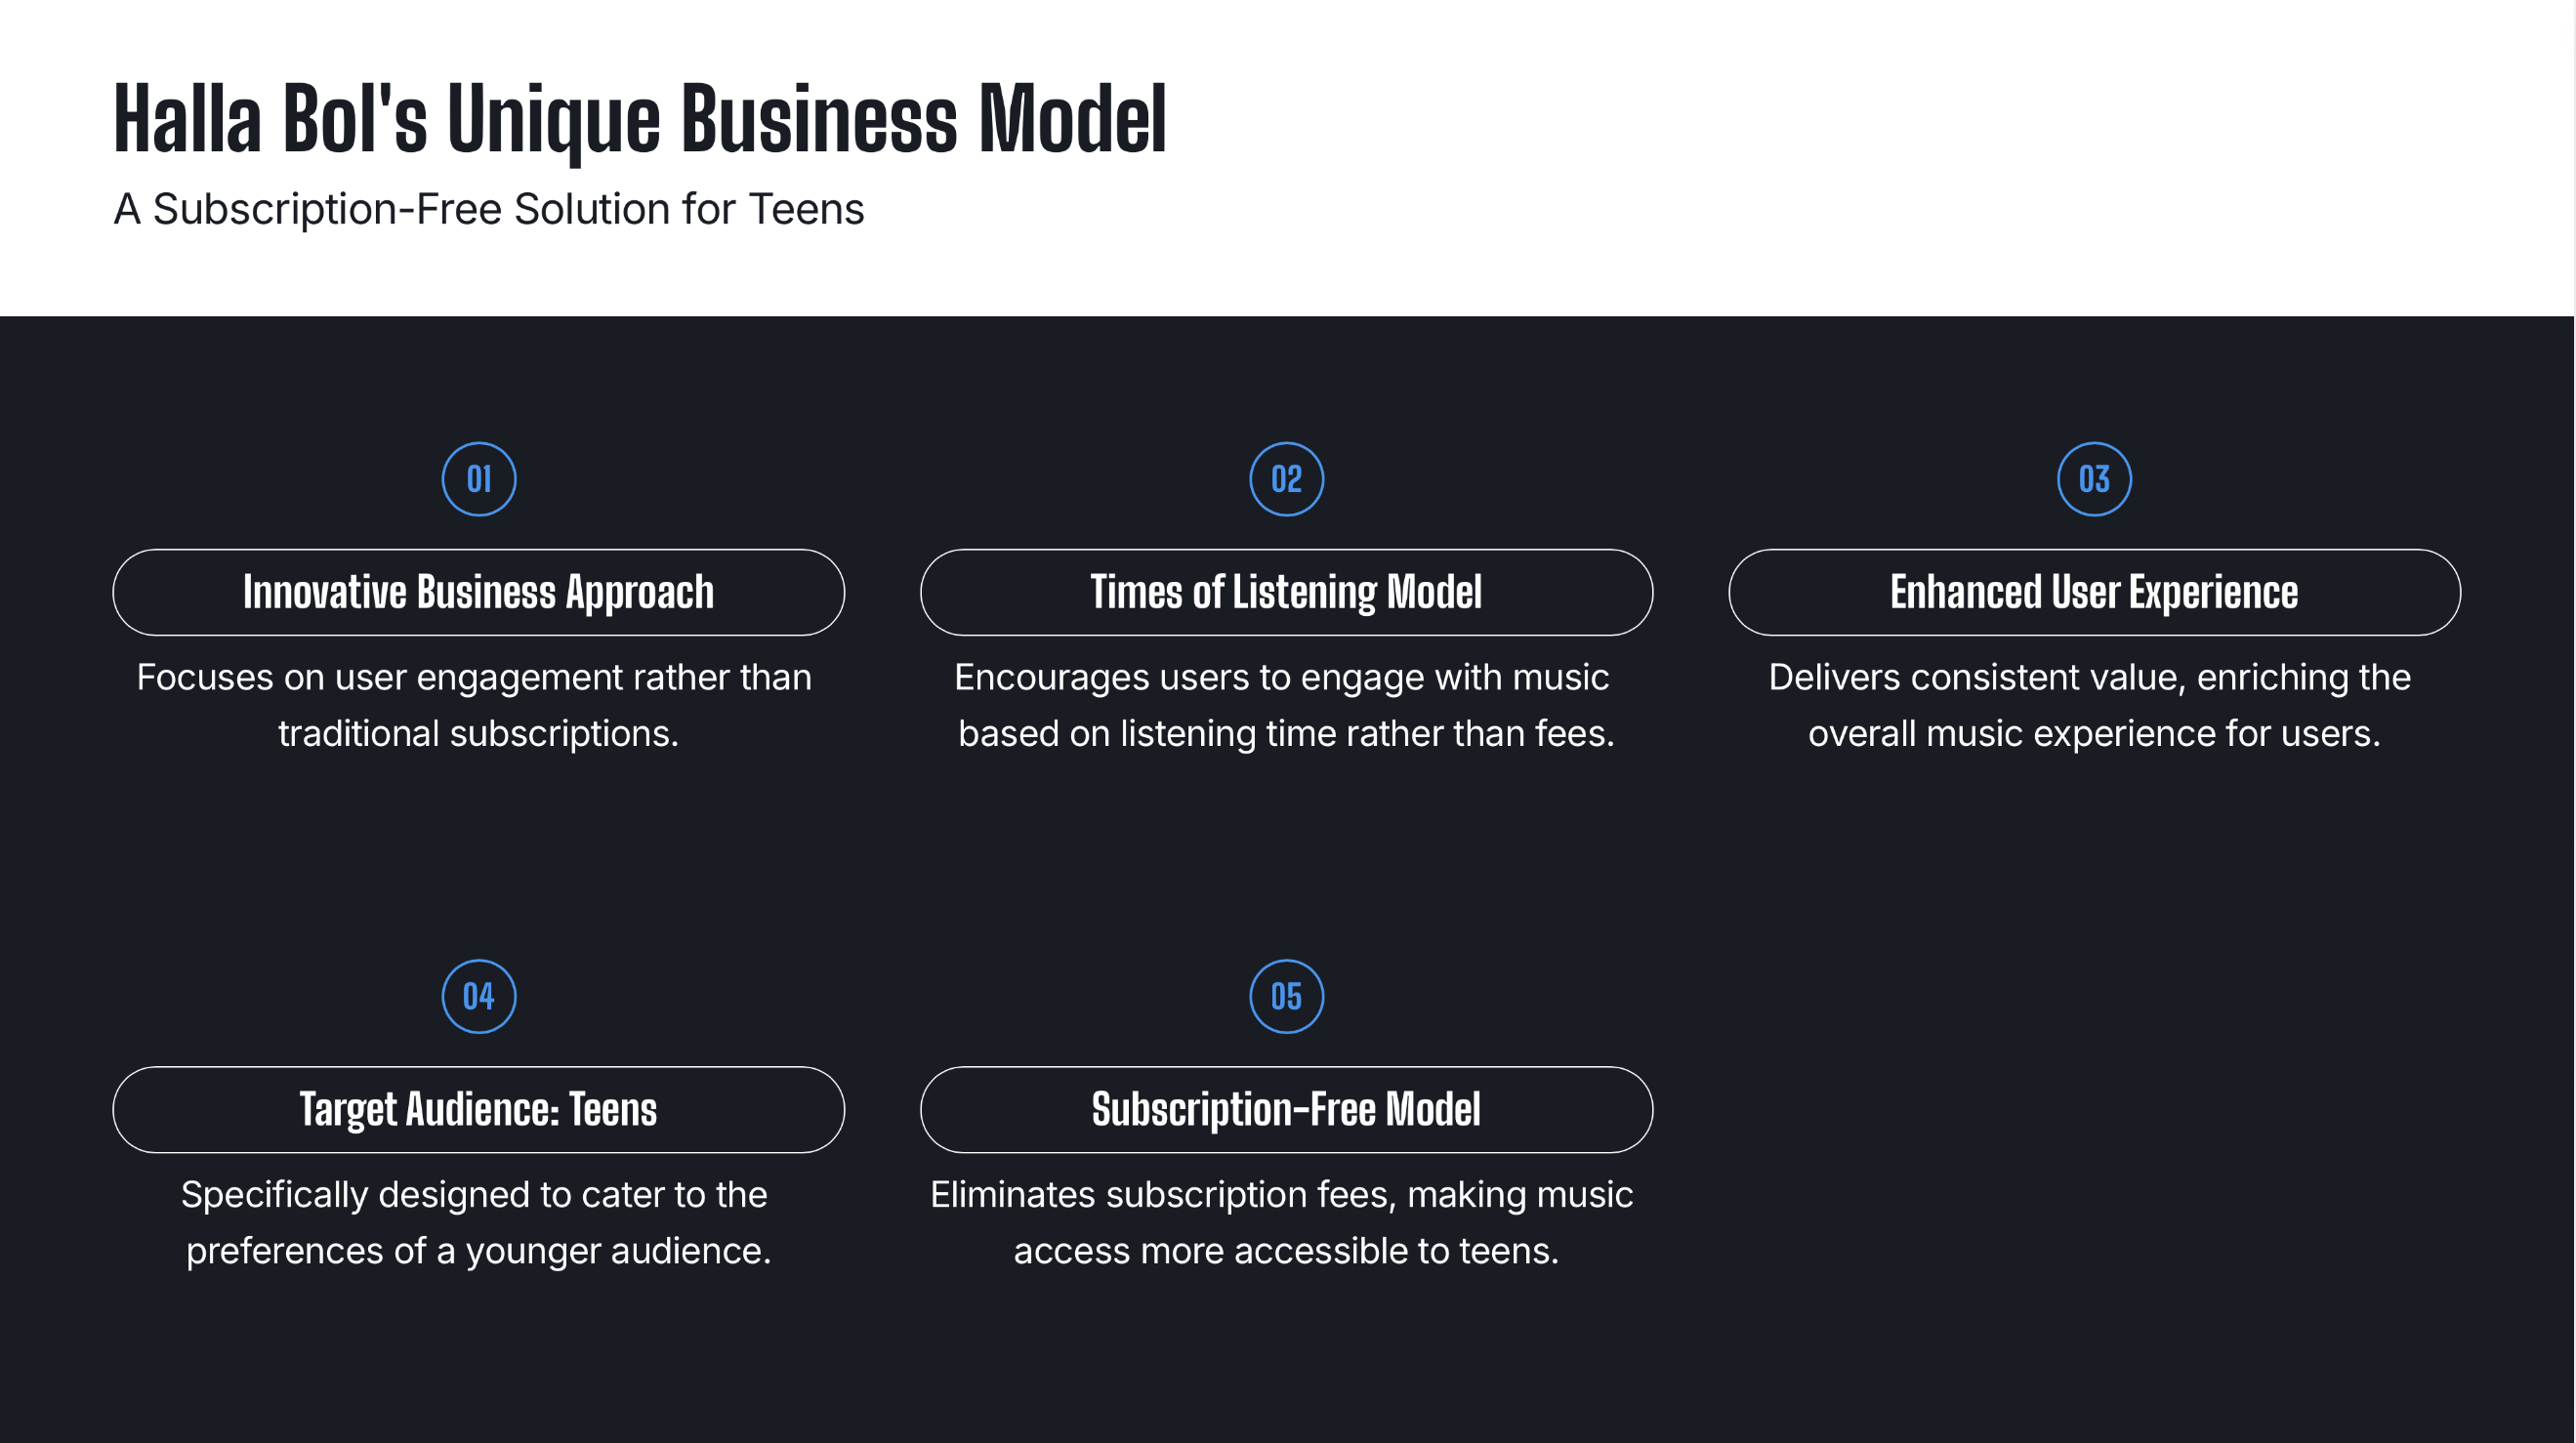 Halla Bol's Unique Business Model
A Subscription-Free Solution for Teens
01
Innovative Business Approach
Focuses on user engagement rather than
traditional subscriptions.
02
Times of Listening Model
Encourages users to engage with music
based on listening time rather than fees.
03
Enhanced User Experience
Delivers consistent value, enriching the
overall music experience for users.
04
Target Audience: Teens
Specifically designed to cater to the
preferences of a younger audience.
05
Subscription-Free Model
Eliminates subscription fees, making music
access more accessible to teens.